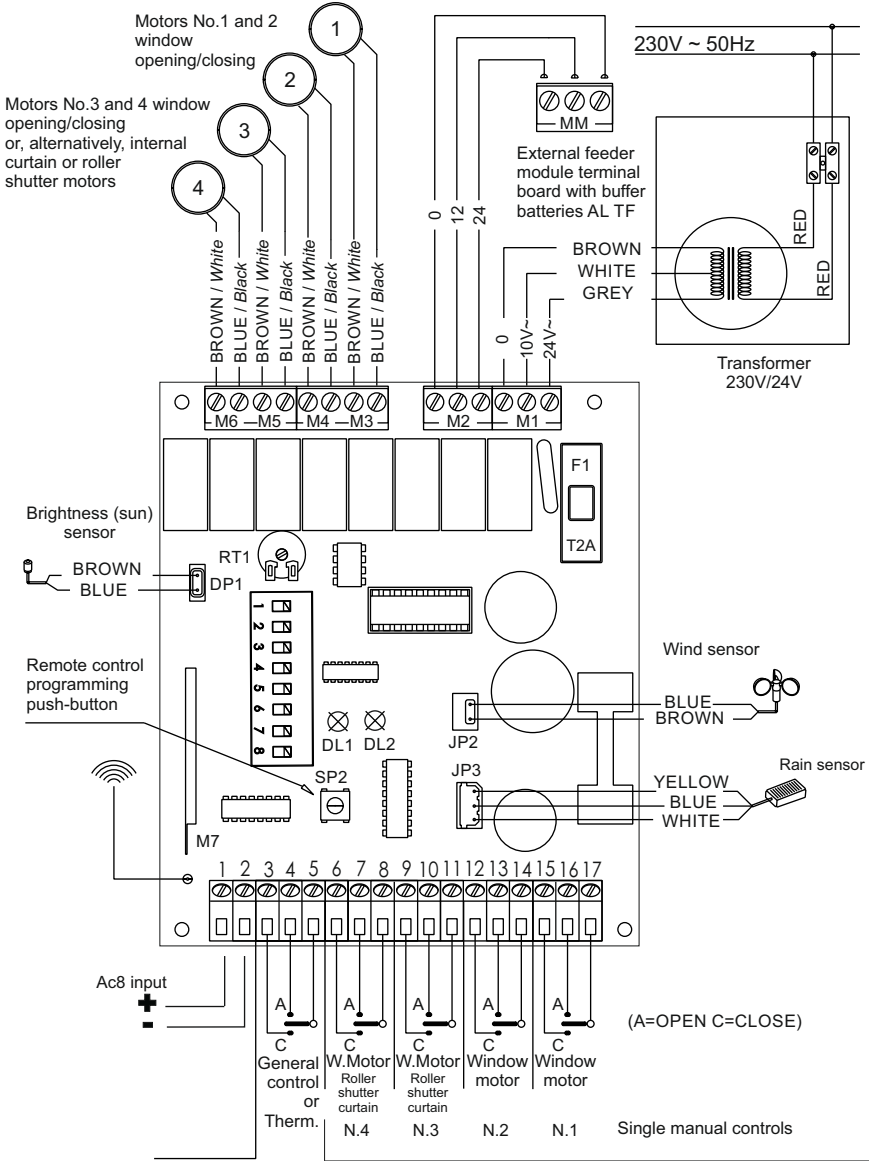 Motors No.1 and 2
window
opening/closing
1
2
3
4
Motors No.3 and 4 window
opening/closing
or, alternatively, internal
curtain or roller
shutter motors
230V ~ 50Hz
MM
External feeder
module terminal
board with buffer
batteries AL TF
0
12
24
BROWN
WHITE
GREY
RED
RED
Transformer
230V/24V
0
10V~
24V~
BROWN / White
BLUE / Black
BROWN / White
BLUE / Black
BROWN / White
BLUE / Black
BROWN / White
BLUE / Black
M6
M5
M4
M3
M2
M1
F1
T2A
Brightness (sun)
sensor
BROWN
BLUE
DP1
RT1
1
2
3
4
5
6
7
8
Remote control
programming
push-button
DL1
DL2
SP2
JP2
JP3
Wind sensor
BLUE
BROWN
Rain sensor
YELLOW
BLUE
WHITE
M7
1 2 3 4 5 6 7 8 9 10 11 12 13 14 15 16 17
Ac8 input
+
-
A
A
A
A
A
C
C
C
C
C
(A=OPEN C=CLOSE)
General
control
or
Therm.
W.Motor
Roller
shutter
curtain
N.4
W.Motor
Roller
shutter
curtain
N.3
Window
motor
N.2
Window
motor
N.1
Single manual controls